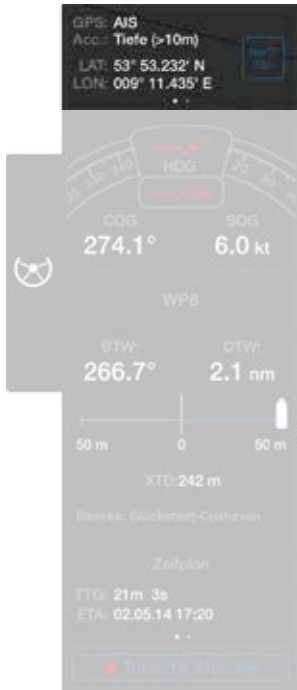 GPS: AIS
Acc.: Tiefe (>10m)
LAT: 53° 53.232' N
LON: 009° 11.435' E
HDG
COG SOG
274.1° 6.0 kt
WP8
BTW: DTW:
266.7° 2.1 nm
50 m 0 50 m
XTD:242 m
Strecke: Glückstadt-Cuxhaven
Zeitplan
TTG: 21m 3s
ETA: 02.05.14 17:20